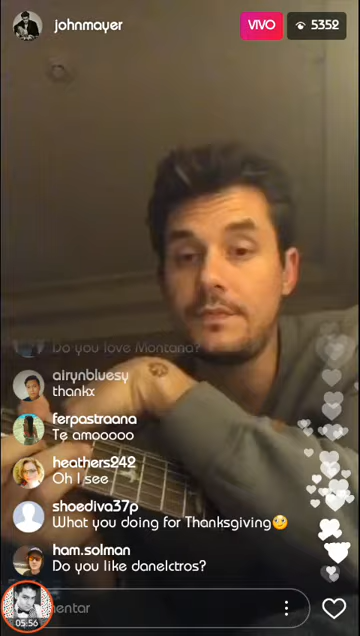 johnmayer
VIVO
5352
Do you love Montana?
airynbluesy
thankx
ferpastraana
Te amooooo
heathers242
Oh I see
shoediva37p
What you doing for Thanksgiving🙄
ham.solman
Do you like danelctros?
entar
05:56